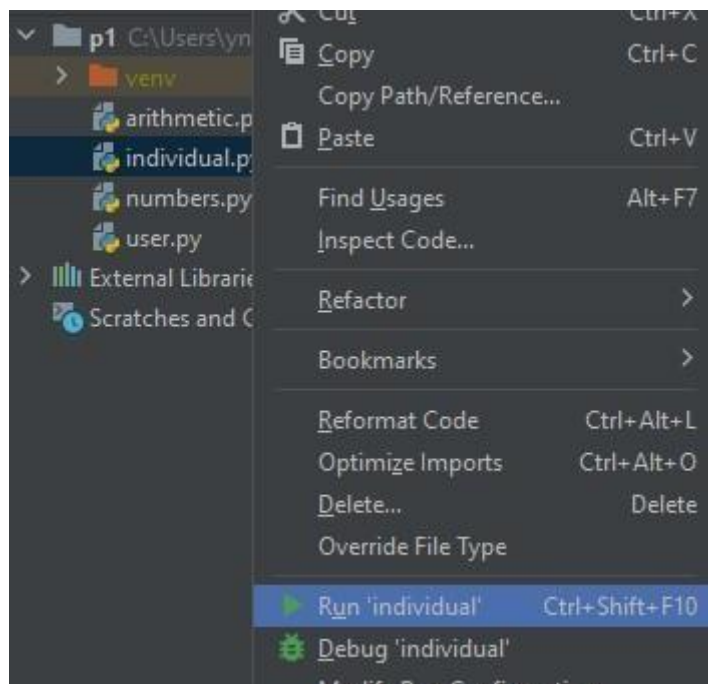 Cut Ctrl+X
p1 C:\Users\yn
Copy Ctrl+C
venv
Copy Path/Reference...
arithmetic.p
Paste Ctrl+V
individual.py
numbers.py
Find Usages Alt+F7
user.py
Inspect Code...
External Librarie
Refactor
Scratches and C
Bookmarks
Reformat Code Ctrl+Alt+L
Optimize Imports Ctrl+Alt+O
Delete... Delete
Override File Type
Run 'individual' Ctrl+Shift+F10
Debug 'individual'